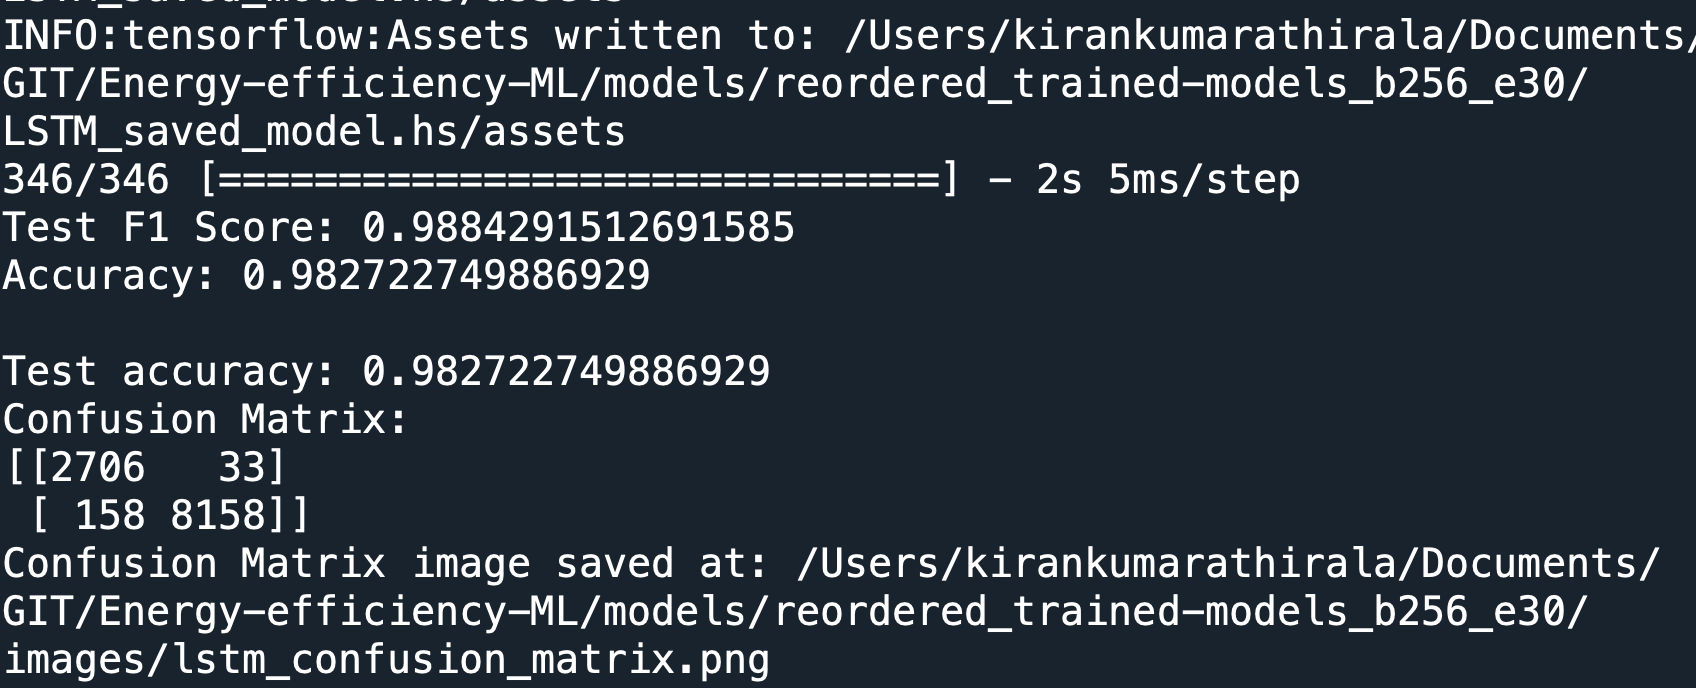 LSTM_saved_model.hs/assets
INFO:tensorflow:Assets written to: /Users/kirankumarathirala/Documents/
GIT/Energy-efficiency-ML/models/reordered_trained-models_b256_e30/
LSTM_saved_model.hs/assets
346/346 [==============================] - 2s 5ms/step
Test F1 Score: 0.9884291512691585
Accuracy: 0.982722749886929
Test accuracy: 0.982722749886929
Confusion Matrix:
[[2706   33]
 [ 158 8158]]
Confusion Matrix image saved at: /Users/kirankumarathirala/Documents/
GIT/Energy-efficiency-ML/models/reordered_trained-models_b256_e30/
images/lstm_confusion_matrix.png